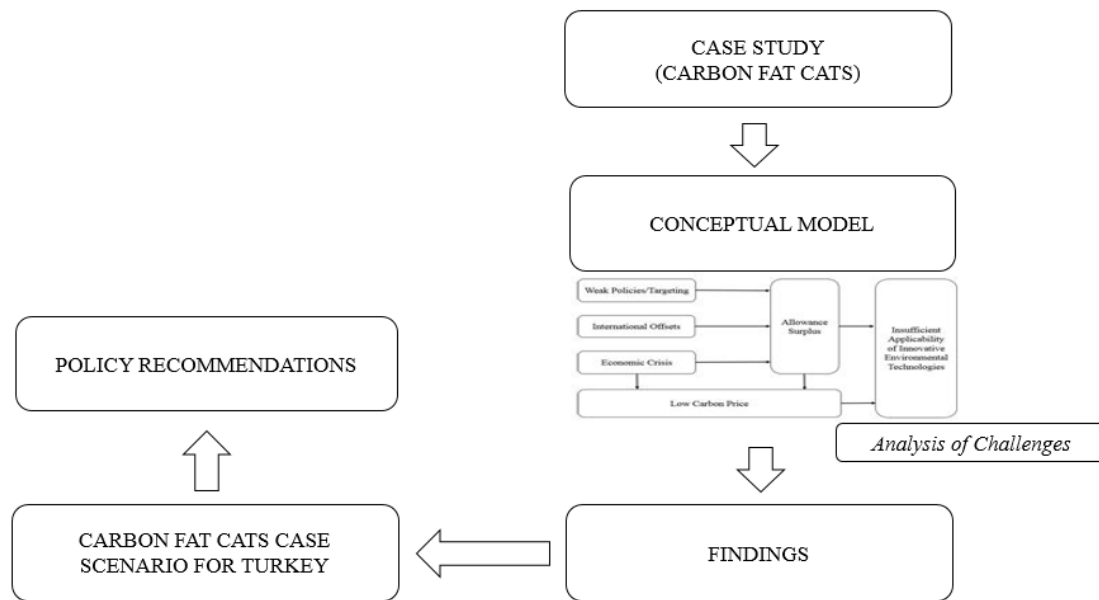 CASE STUDY
(CARBON FAT CATS)
CONCEPTUAL MODEL
Weak Policies/Targeting
International Offsets
Economic Crisis
Allowance
Surplus
Insufficient
Applicability
of Innovative
Environmental
Technologies
Low Carbon Price
Analysis of Challenges
FINDINGS
CARBON FAT CATS CASE
SCENARIO FOR TURKEY
POLICY RECOMMENDATIONS